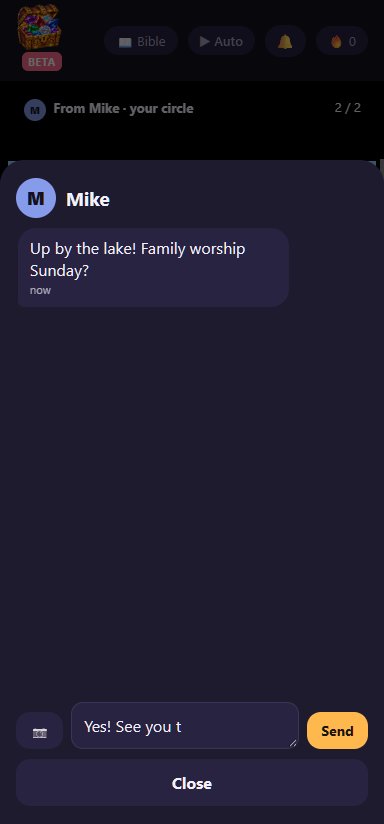 Bible
Auto
0
BETA
M
From Mike · your circle
2 / 2
M
Mike
Up by the lake! Family worship
Sunday?
now
Yes! See you t
Send
Close